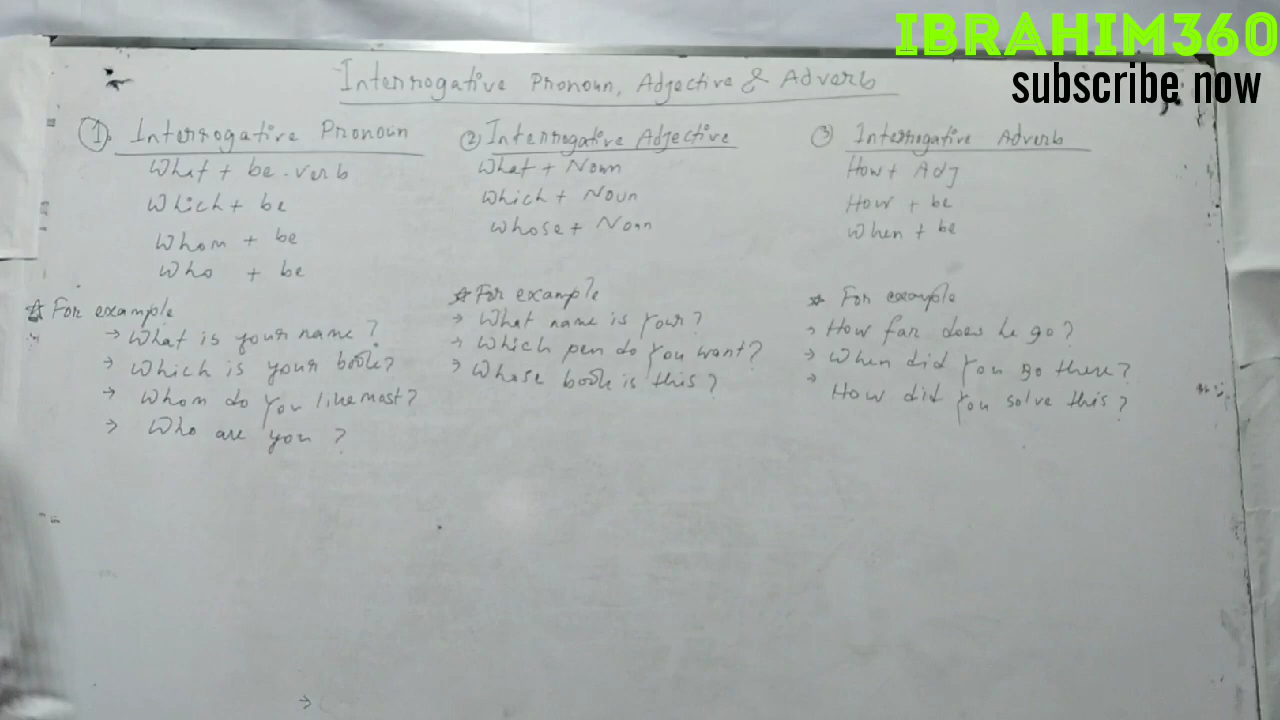 IBRAHIM360
subscribe now
Interrogative Pronoun, Adjective & Adverb
1. Interrogative Pronoun
What + be-verb
Which + be
Whom + be
Who + be
☆ For example
→ What is your name?
→ Which is your book?
→ Whom do you like most?
→ Who are you?
2 Interrogative Adjective
What + Noun
Which + Noun
Whose + Noun
☆ For example
→ What name is your?
→ Which pen do you want?
→ Whose book is this?
3 Interrogative Adverb
How + Adj
How + be
When + be
☆ For example
→ How far does he go?
→ When did you go there?
→ How did you solve this?
→